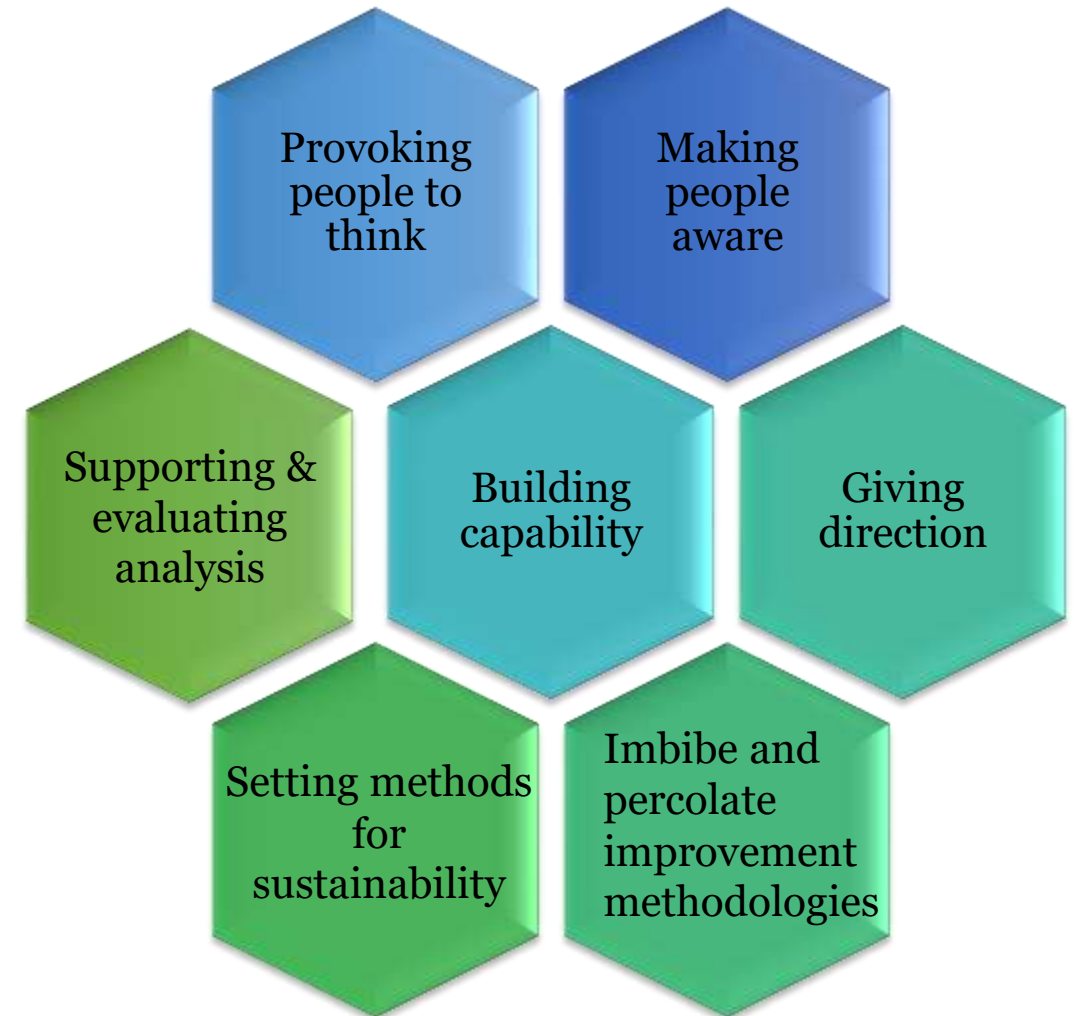 Provoking
people to
think
Making
people
aware
Supporting &
evaluating
analysis
Building
capability
Giving
direction
Setting methods
for
sustainability
Imbibe and
percolate
improvement
methodologies